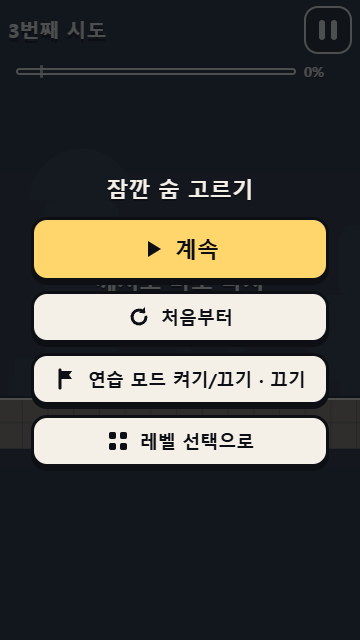 3번째 시도
0%
잠깐 숨 고르기
계속
처음부터
연습 모드 켜기/끄기 · 끄기
레벨 선택으로